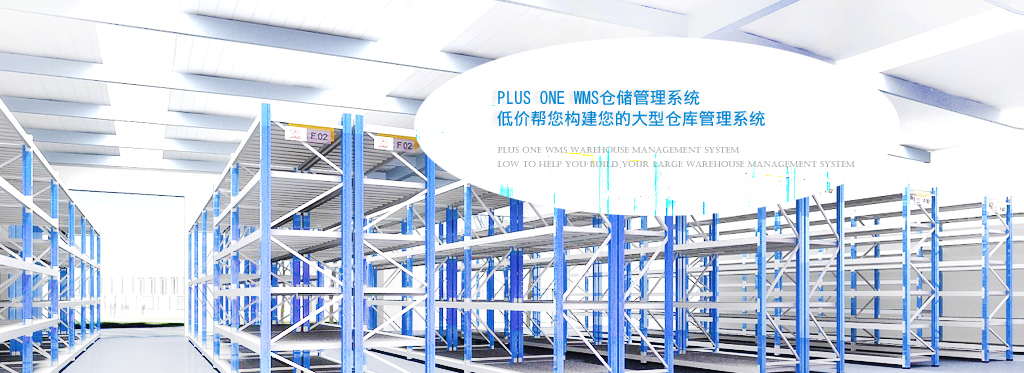 PLUS ONE WMS仓储管理系统
低价帮您构建您的大型仓库管理系统
PLUS ONE WMS WAREHOUSE MANAGEMENT SYSTEM
LOW TO HELP YOU BUILD YOUR LARGE WAREHOUSE MANAGEMENT SYSTEM
F 02
F 02